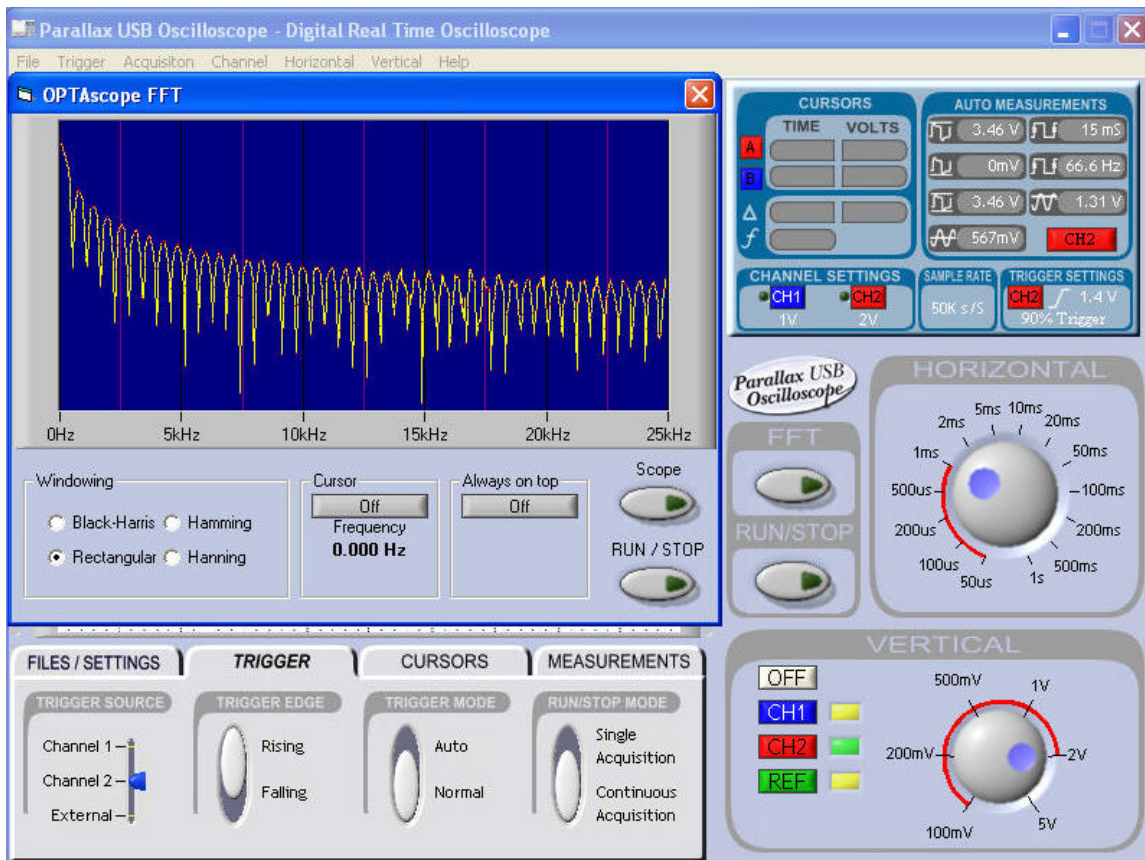 Parallax USB Oscilloscope - Digital Real Time Oscilloscope
File Trigger Acquisiton Channel Horizontal Vertical Help
OPTAscope FFT
0Hz 5kHz 10kHz 15kHz 20kHz 25kHz
Windowing
Black-Harris Hamming
Rectangular Hanning
Cursor
Off
Frequency
0.000 Hz
Always on top
Off
Scope
RUN / STOP
CURSORS
TIME VOLTS
A
B
Δ
f
AUTO MEASUREMENTS
3.46 V 15 mS
0mV 66.6 Hz
3.46 V 1.31 V
567mV CH2
CHANNEL SETTINGS
CH1 CH2
1V 2V
SAMPLE RATE
50K s/S
TRIGGER SETTINGS
CH2 1.4 V
90% Trigger
Parallax USB
Oscilloscope
FFT
RUN/STOP
HORIZONTAL
50us
100us
200us
500us
1ms
2ms
5ms
10ms
20ms
50ms
100ms
200ms
500ms
1s
FILES / SETTINGS TRIGGER CURSORS MEASUREMENTS
TRIGGER SOURCE
Channel 1
Channel 2
External
TRIGGER EDGE
Rising
Falling
TRIGGER MODE
Auto
Normal
RUN/STOP MODE
Single
Acquisition
Continuous
Acquisition
VERTICAL
OFF
CH1
CH2
REF
100mV
200mV
500mV
1V
2V
5V